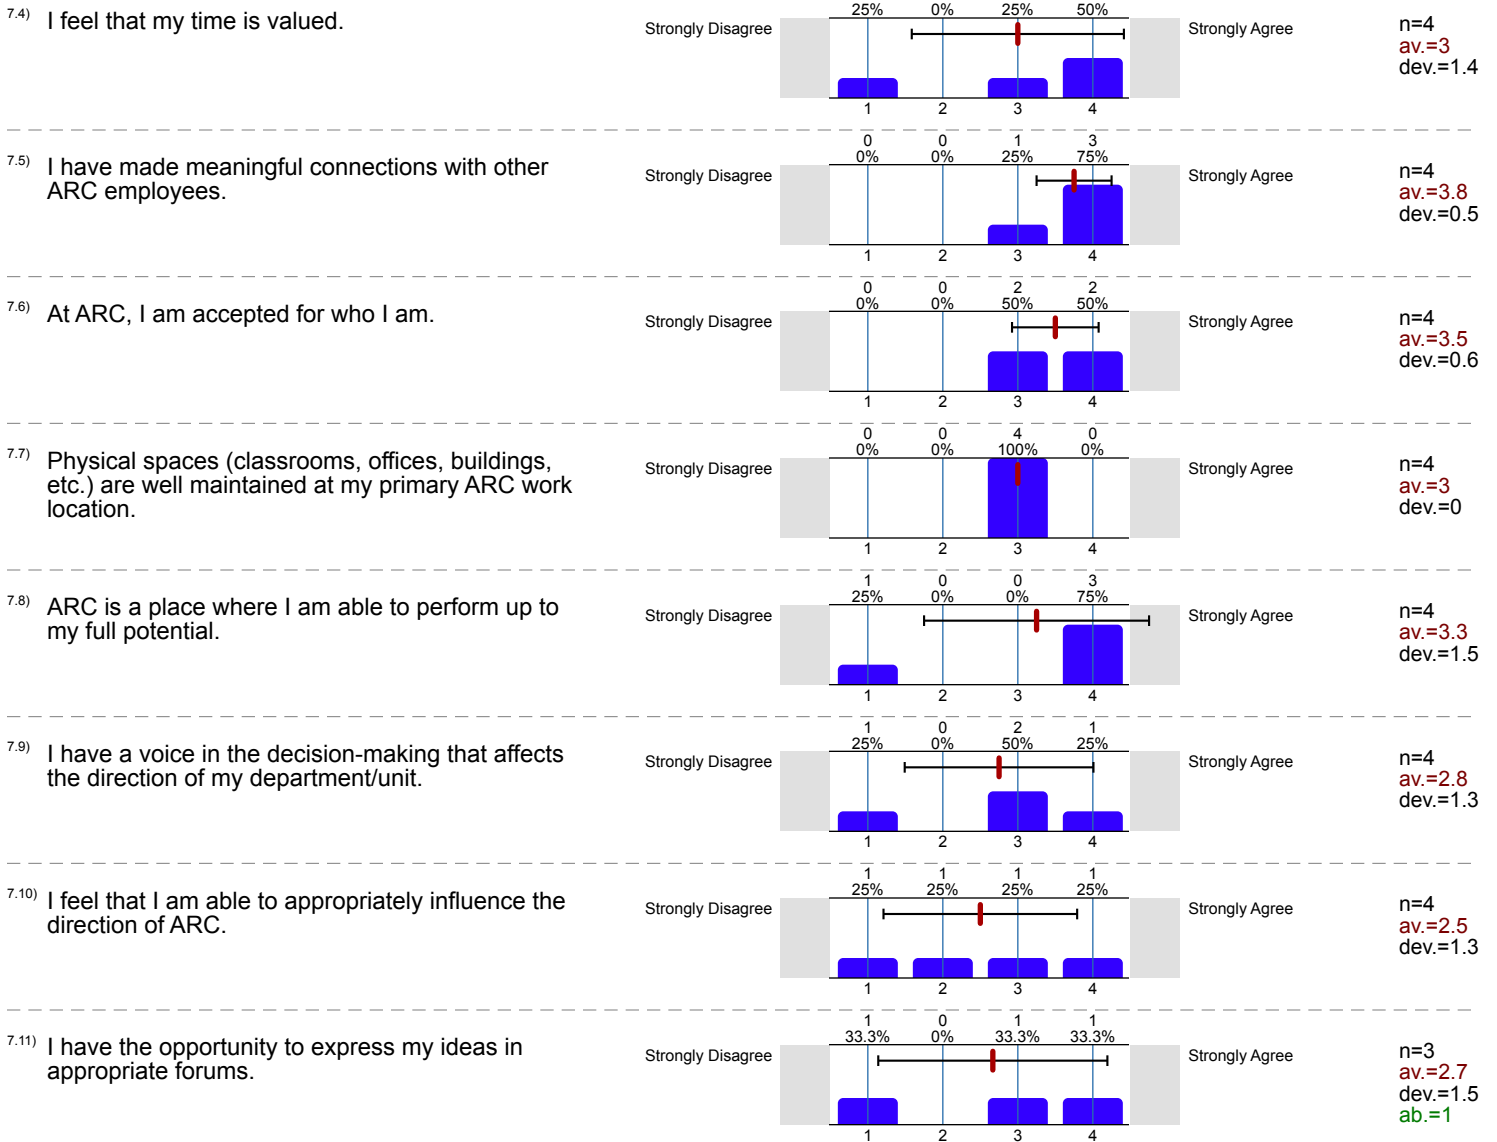 7.4) I feel that my time is valued.
25% 0% 25% 50%
Strongly Disagree
Strongly Agree
1 2 3 4
n=4
av.=3
dev.=1.4
7.5) I have made meaningful connections with other
ARC employees.
0 0 1 3
0% 0% 25% 75%
Strongly Disagree
Strongly Agree
1 2 3 4
n=4
av.=3.8
dev.=0.5
7.6) At ARC, I am accepted for who I am.
0 0 2 2
0% 0% 50% 50%
Strongly Disagree
Strongly Agree
1 2 3 4
n=4
av.=3.5
dev.=0.6
7.7) Physical spaces (classrooms, offices, buildings,
etc.) are well maintained at my primary ARC work
location.
0 0 4 0
0% 0% 100% 0%
Strongly Disagree
Strongly Agree
1 2 3 4
n=4
av.=3
dev.=0
7.8) ARC is a place where I am able to perform up to
my full potential.
1 0 0 3
25% 0% 0% 75%
Strongly Disagree
Strongly Agree
1 2 3 4
n=4
av.=3.3
dev.=1.5
7.9) I have a voice in the decision-making that affects
the direction of my department/unit.
1 0 2 1
25% 0% 50% 25%
Strongly Disagree
Strongly Agree
1 2 3 4
n=4
av.=2.8
dev.=1.3
7.10) I feel that I am able to appropriately influence the
direction of ARC.
1 1 1 1
25% 25% 25% 25%
Strongly Disagree
Strongly Agree
1 2 3 4
n=4
av.=2.5
dev.=1.3
7.11) I have the opportunity to express my ideas in
appropriate forums.
1 0 1 1
33.3% 0% 33.3% 33.3%
Strongly Disagree
Strongly Agree
1 2 3 4
n=3
av.=2.7
dev.=1.5
ab.=1